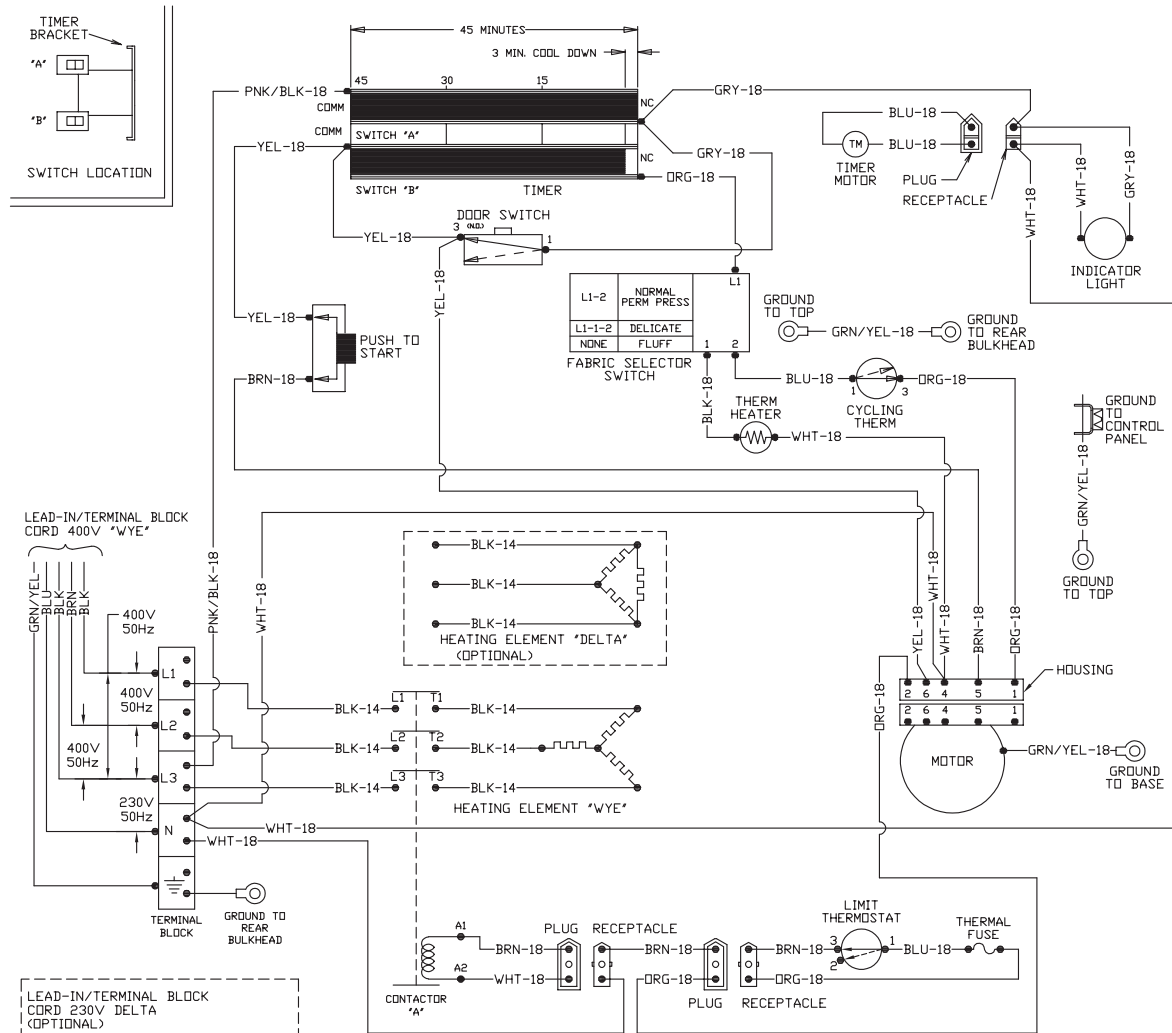 TIMER
BRACKET
"A"
"B"
SWITCH LOCATION
45 MINUTES
3 MIN. COOL DOWN
45
30
15
PNK/BLK-18
COMM
NC
GRY-18
COMM
SWITCH "A"
YEL-18
NC
GRY-18
ORG-18
SWITCH "B"
TIMER
BLU-18
TM
BLU-18
TIMER
MOTOR
PLUG
RECEPTACLE
WHT-18
WHT-18
GRY-18
INDICATOR
LIGHT
DOOR SWITCH
3
(N.O.)
1
YEL-18
YEL-18
L1
L1-2
NORMAL
PERM PRESS
L1-1-2
DELICATE
NONE
FLUFF
1
2
FABRIC SELECTOR
SWITCH
GROUND
TO TOP
GRN/YEL-18
GROUND
TO REAR
BULKHEAD
YEL-18
PUSH TO
START
BRN-18
BLK-18
BLU-18
1
3
ORG-18
CYCLING
THERM
THERM
HEATER
WHT-18
GROUND
TO
CONTROL
PANEL
GRN/YEL-18
GROUND
TO TOP
LEAD-IN/TERMINAL BLOCK
CORD 400V "WYE"
GRN/YEL
BLU
BLK
BRN
BLK
400V
50Hz
400V
50Hz
400V
50Hz
230V
50Hz
PNK/BLK-18
WHT-18
L1
L2
L3
N
TERMINAL
BLOCK
GROUND TO
REAR
BULKHEAD
BLK-14
BLK-14
BLK-14
HEATING ELEMENT "DELTA"
(OPTIONAL)
BLK-14
L1
T1
BLK-14
BLK-14
L2
T2
BLK-14
BLK-14
L3
T3
BLK-14
HEATING ELEMENT "WYE"
WHT-18
WHT-18
ORG-18
YEL-18
WHT-18
WHT-18
BRN-18
ORG-18
HOUSING
2
6
4
5
1
2
6
4
5
1
MOTOR
GRN/YEL-18
GROUND
TO BASE
A1
A2
CONTACTOR
"A"
BRN-18
WHT-18
PLUG
RECEPTACLE
BRN-18
ORG-18
PLUG
RECEPTACLE
BRN-18
ORG-18
LIMIT
THERMOSTAT
3
2
1
BLU-18
THERMAL
FUSE
LEAD-IN/TERMINAL BLOCK
CORD 230V DELTA
(OPTIONAL)